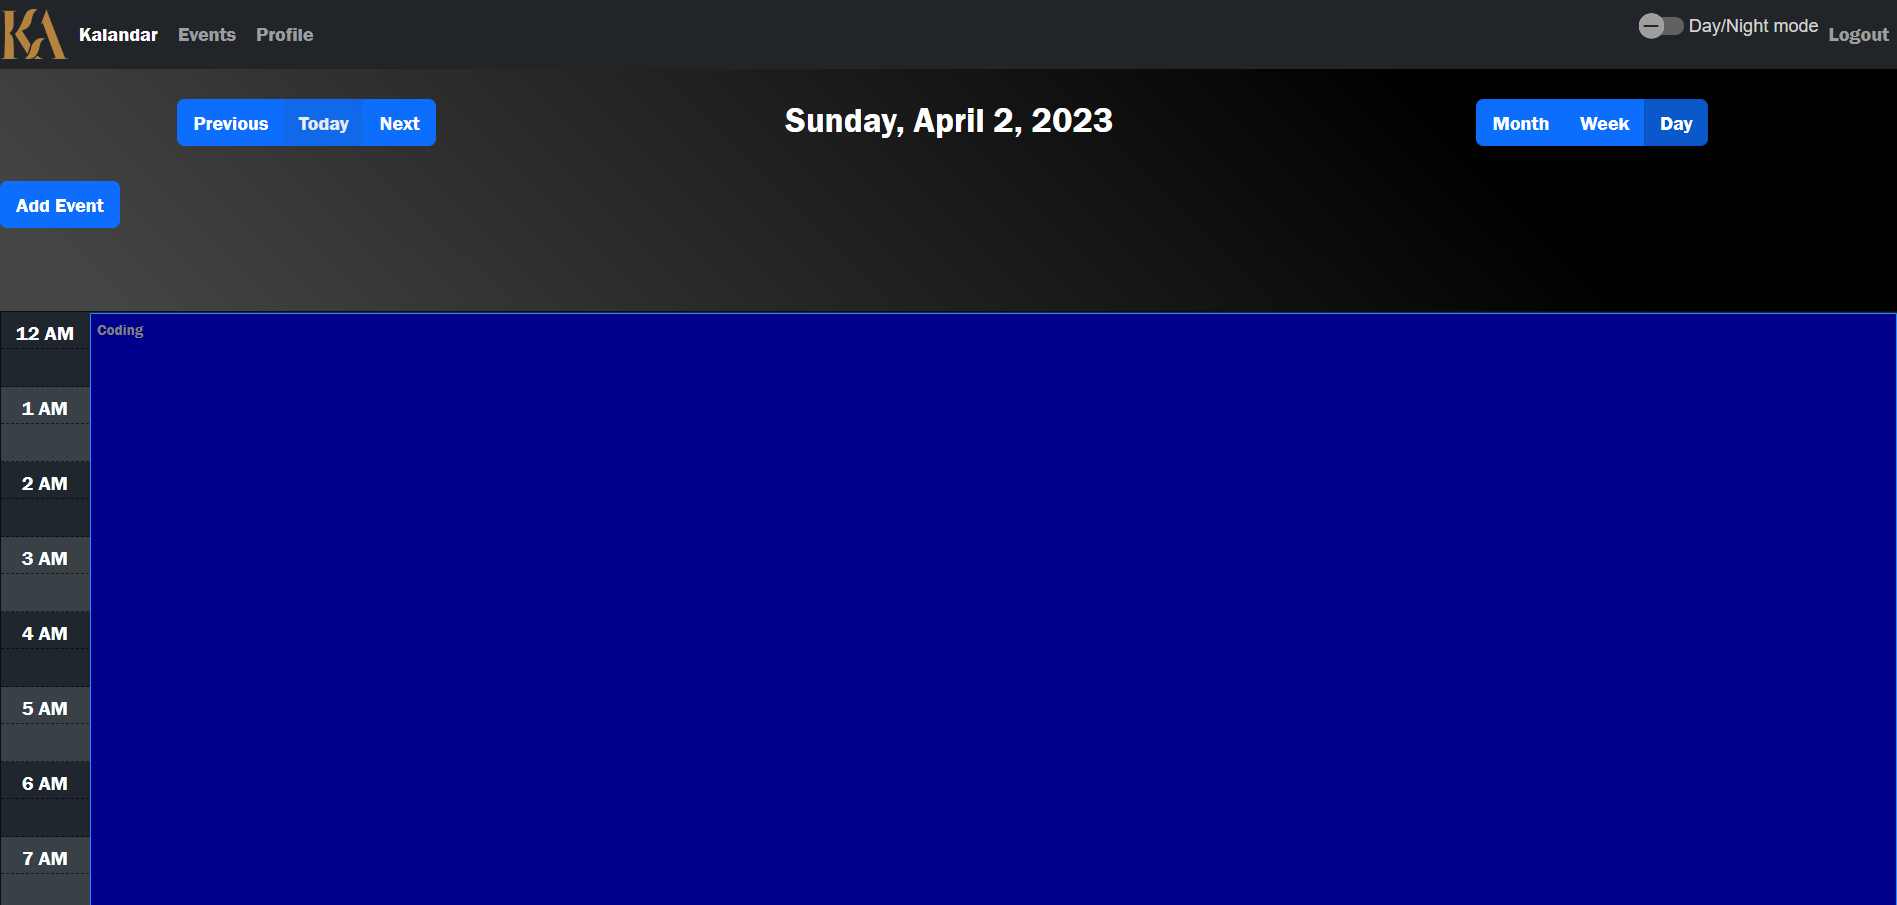 KA Kalandar Events Profile Day/Night mode Logout
Previous Today Next Sunday, April 2, 2023 Month Week Day
Add Event
12 AM Coding
1 AM
2 AM
3 AM
4 AM
5 AM
6 AM
7 AM